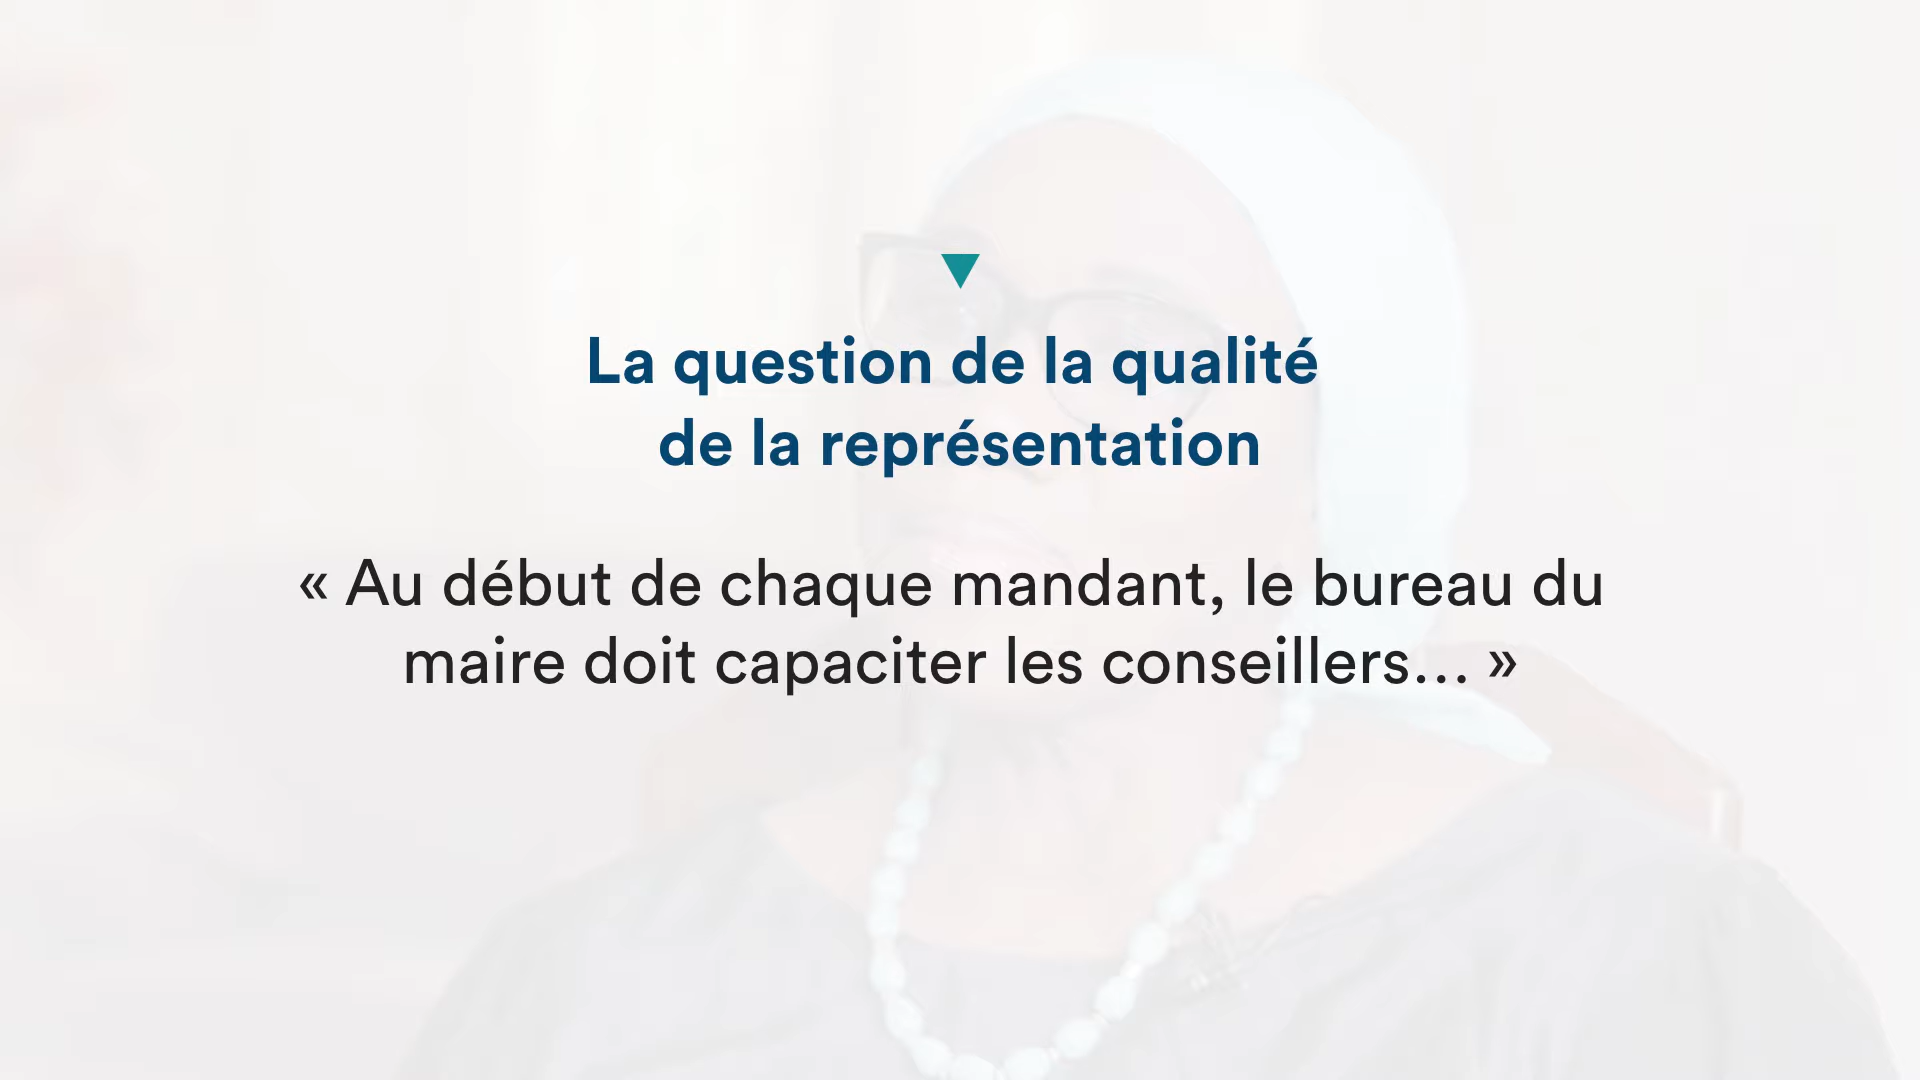 La question de la qualité
de la représentation
« Au début de chaque mandant, le bureau du
maire doit capaciter les conseillers… »